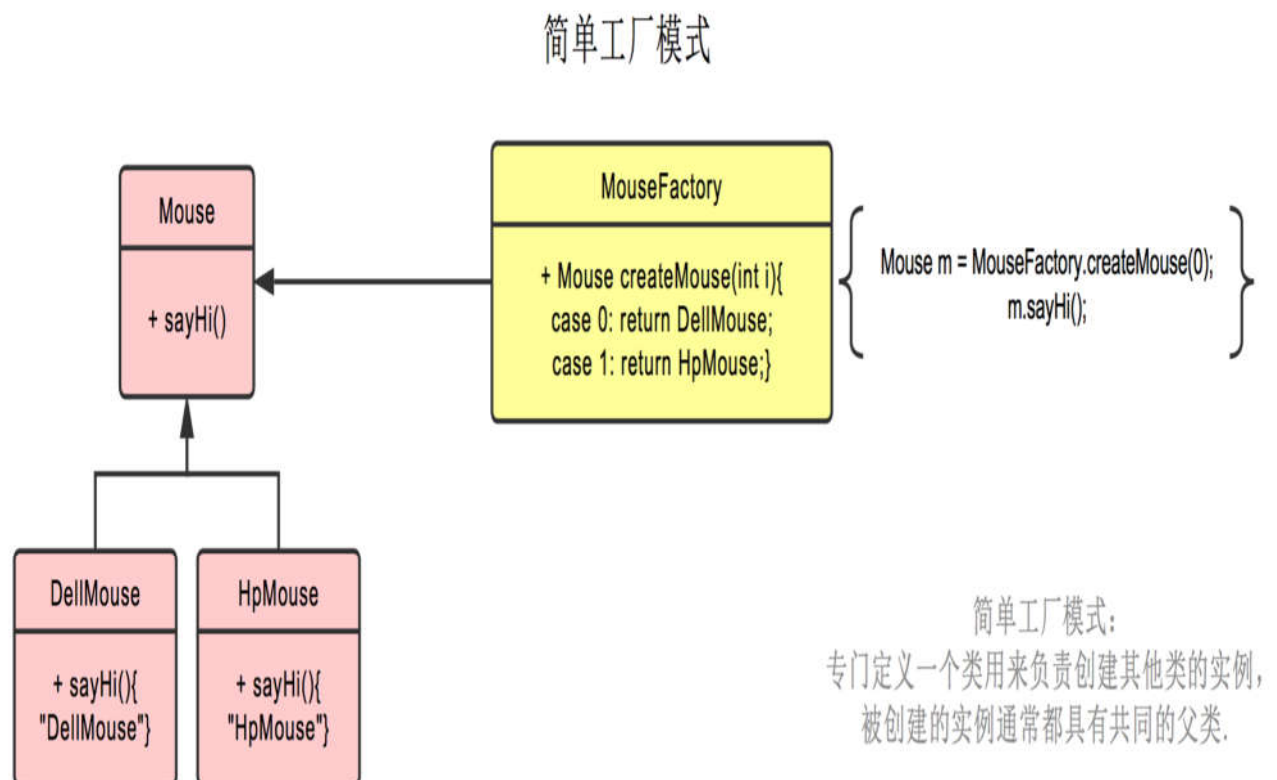 简单工厂模式
Mouse
+ sayHi()
MouseFactory
+ Mouse createMouse(int i){
case 0: return DellMouse;
case 1: return HpMouse;}
Mouse m = MouseFactory.createMouse(0);
m.sayHi();
DellMouse
+ sayHi(){
"DellMouse"}
HpMouse
+ sayHi(){
"HpMouse"}
简单工厂模式：
专门定义一个类用来负责创建其他类的实例，
被创建的实例通常都具有共同的父类.